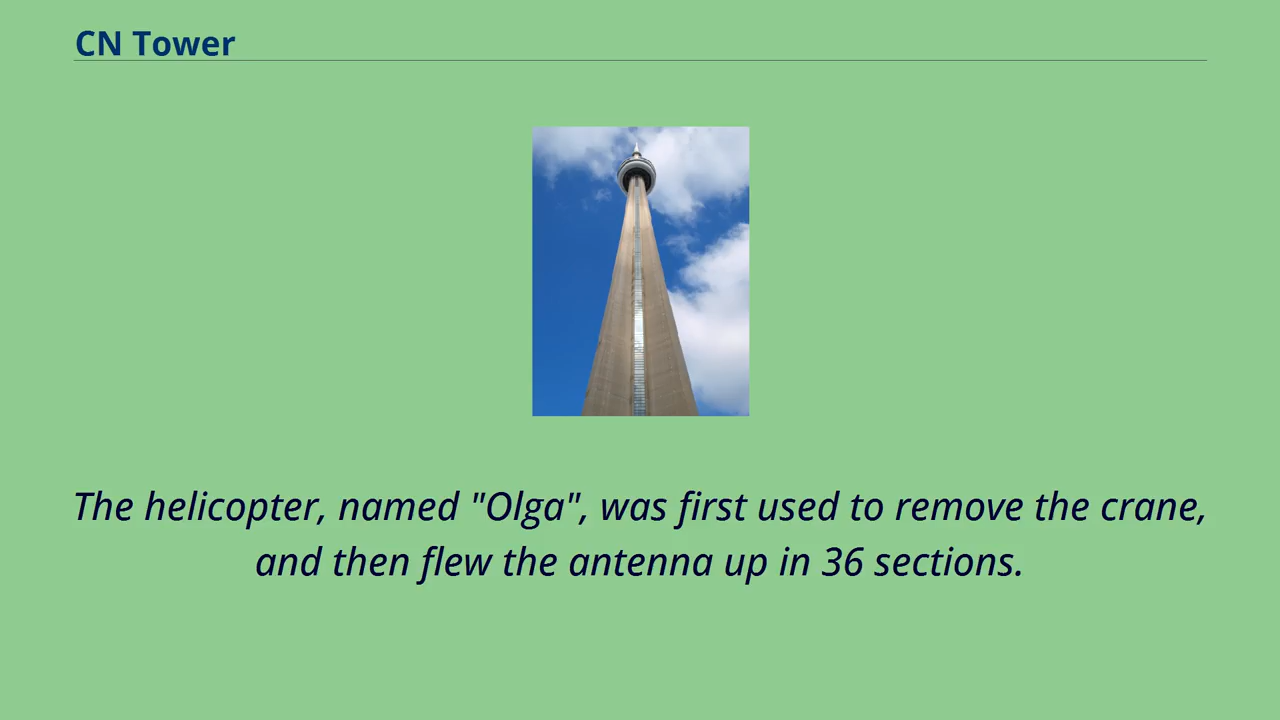 CN Tower
The helicopter, named "Olga", was first used to remove the crane,
and then flew the antenna up in 36 sections.